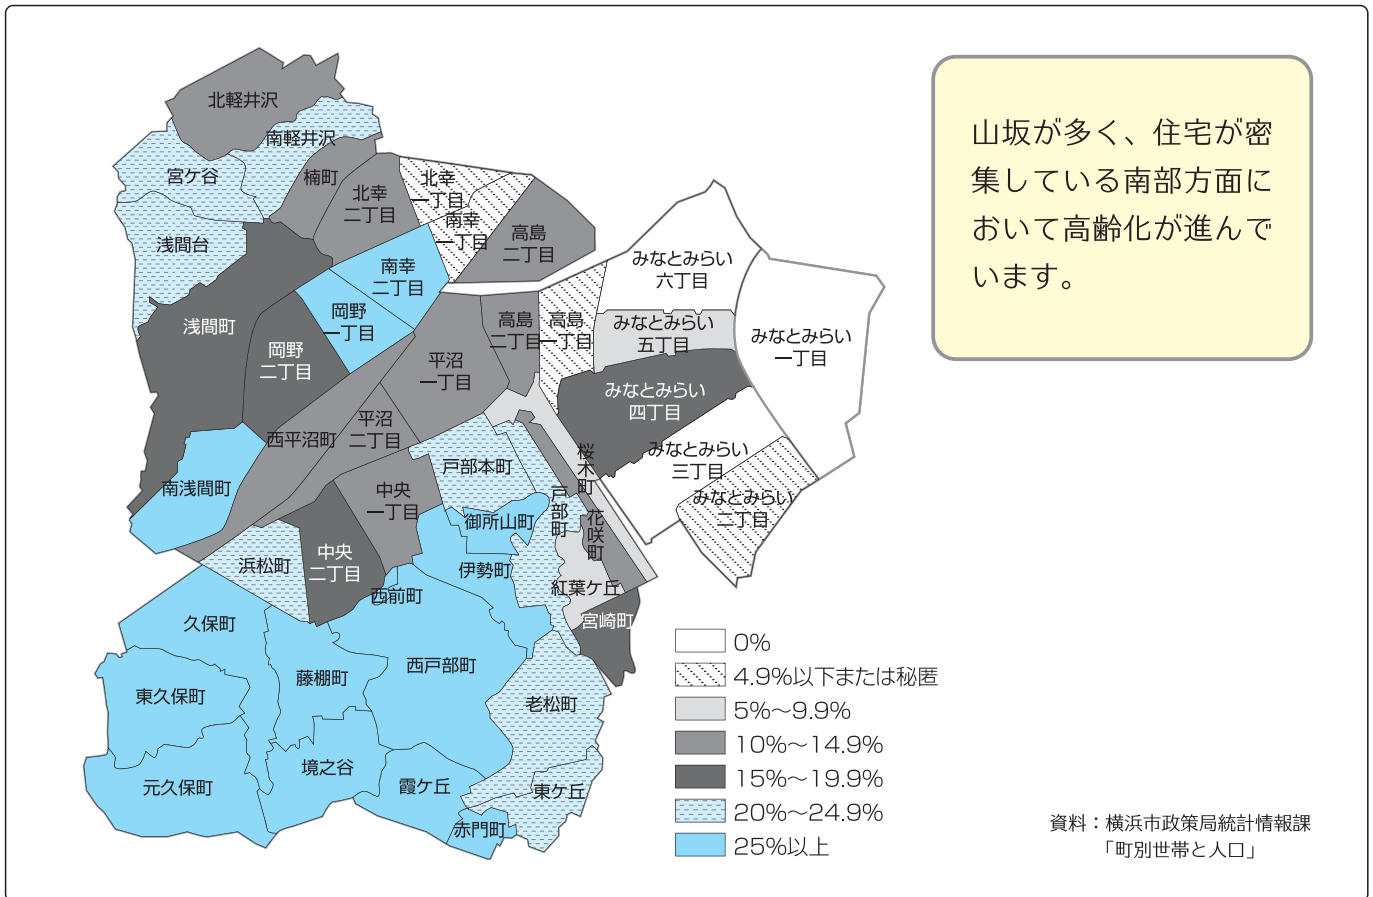 北軽井沢
南軽井沢
宮ケ谷
楠町
北幸
二丁目
北幸
一丁目
南幸
一丁目
高島
二丁目
浅間台
南幸
二丁目
岡野
一丁目
浅間町
岡野
二丁目
高島
二丁目
高島
一丁目
平沼
一丁目
平沼
二丁目
西平沼町
みなとみらい
六丁目
みなとみらい
五丁目
みなとみらい
一丁目
みなとみらい
四丁目
みなとみらい
三丁目
みなとみらい
二丁目
南浅間町
戸部本町
桜木町
戸部町
花咲町
中央
一丁目
御所山町
浜松町
中央
二丁目
伊勢町
西前町
紅葉ケ丘
宮崎町
久保町
藤棚町
西戸部町
東久保町
老松町
境之谷
元久保町
霞ケ丘
東ケ丘
赤門町
山坂が多く、住宅が密
集している南部方面に
おいて高齢化が進んで
います。
0%
4.9%以下または秘匿
5%〜9.9%
10%〜14.9%
15%〜19.9%
20%〜24.9%
25%以上
資料：横浜市政策局統計情報課
「町別世帯と人口」